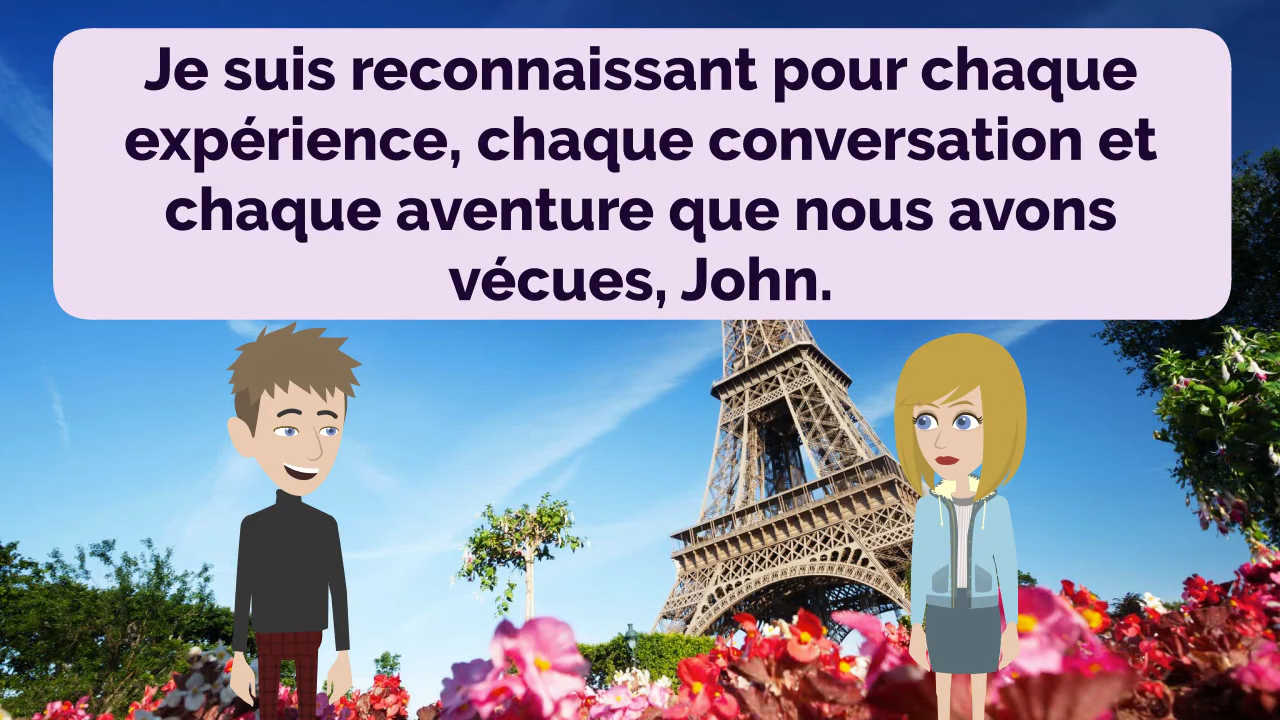 Je suis reconnaissant pour chaque
expérience, chaque conversation et
chaque aventure que nous avons
vécues, John.